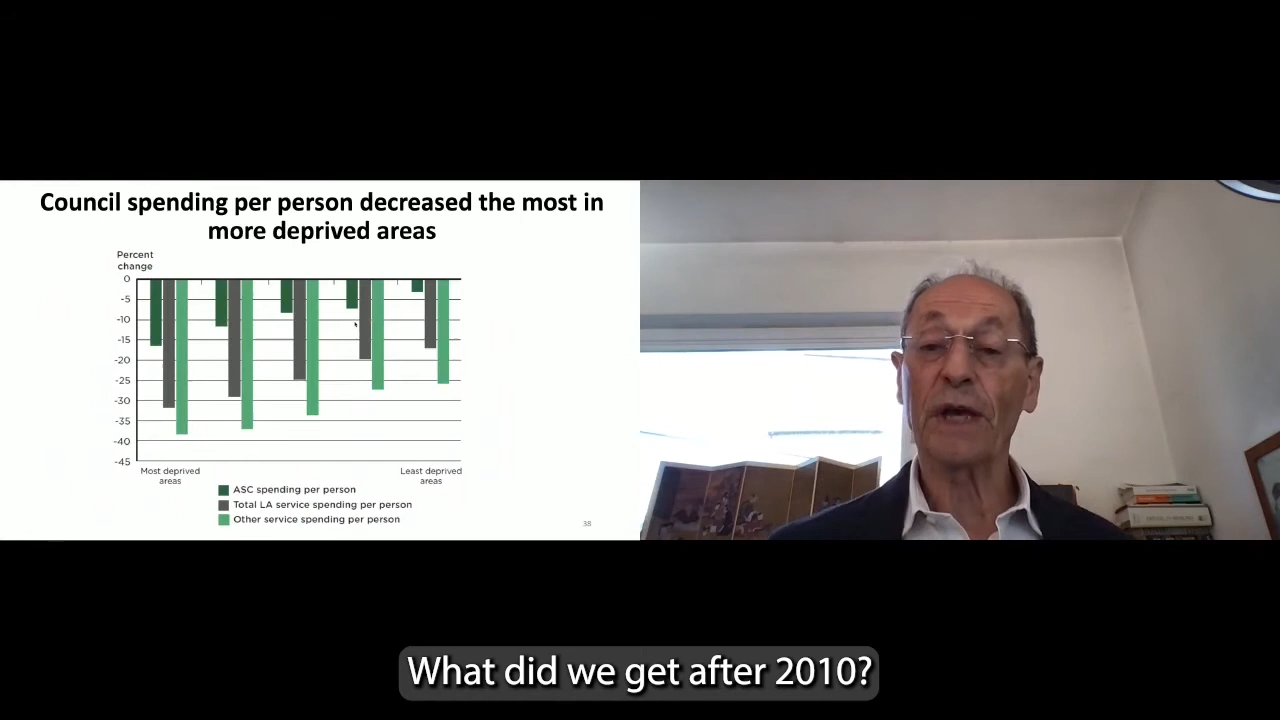 Council spending per person decreased the most in
more deprived areas
Percent
change
0
-5
-10
-15
-20
-25
-30
-35
-40
-45
Most deprived
areas
Least deprived
areas
ASC spending per person
Total LA service spending per person
Other service spending per person
38
What did we get after 2010?